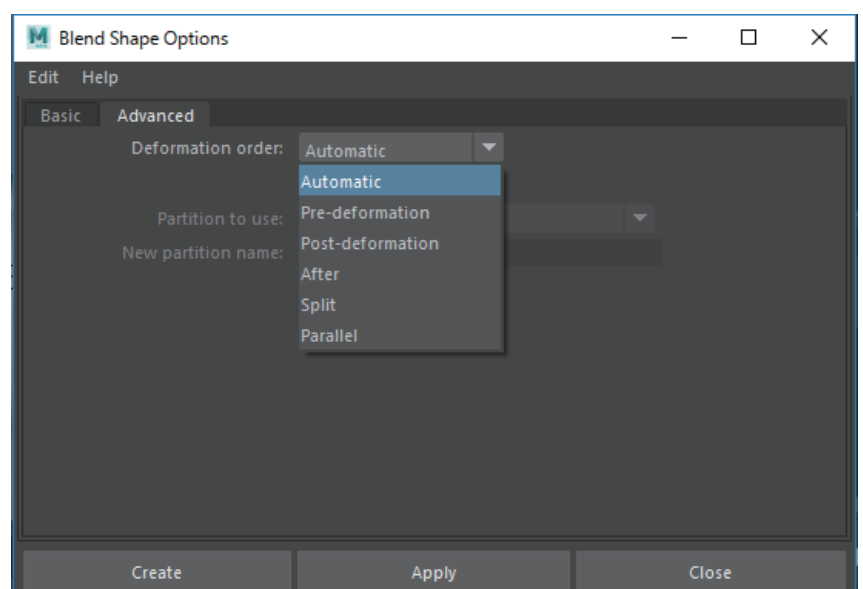 Blend Shape Options
Edit Help
Basic Advanced
Deformation order: Automatic
Automatic
Partition to use: Pre-deformation
New partition name: Post-deformation
After
Split
Parallel
Create Apply Close